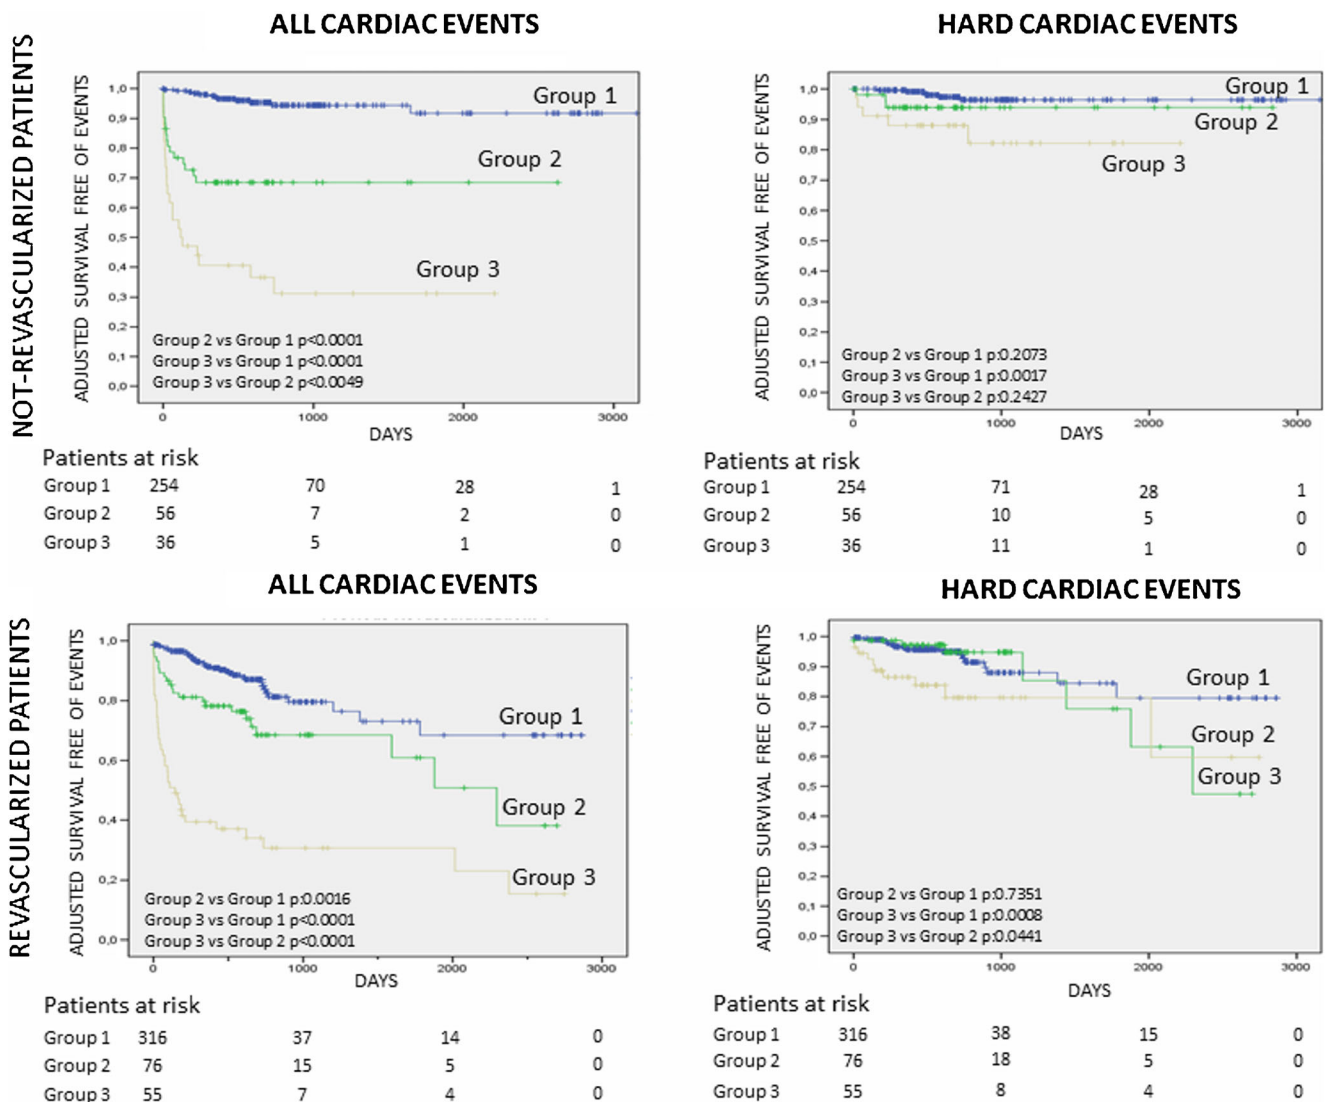 ALL CARDIAC EVENTS
HARD CARDIAC EVENTS
NOT-REVASCULARIZED PATIENTS
ADJUSTED SURVIVAL FREE OF EVENTS
1,0
0,9
0,8
0,7
0,6
0,5
0,4
0,3
0,2
0,1
0,0
Group 1
Group 2
Group 3
Group 2 vs Group 1 p<0.0001
Group 3 vs Group 1 p<0.0001
Group 3 vs Group 2 p<0.0049
0 1000 2000 3000
DAYS
Patients at risk
Group 1 254 70 28 1
Group 2 56 7 2 0
Group 3 36 5 1 0
ADJUSTED SURVIVAL FREE OF EVENTS
1,0
0,9
0,8
0,7
0,6
0,5
0,4
0,3
0,2
0,1
0,0
Group 1
Group 2
Group 3
Group 2 vs Group 1 p:0.2073
Group 3 vs Group 1 p:0.0017
Group 3 vs Group 2 p:0.2427
0 1000 2000 3000
DAYS
Patients at risk
Group 1 254 71 28 1
Group 2 56 10 5 0
Group 3 36 11 1 0
ALL CARDIAC EVENTS
HARD CARDIAC EVENTS
REVASCULARIZED PATIENTS
ADJUSTED SURVIVAL FREE OF EVENTS
1,0
0,8
0,6
0,4
0,2
0,0
Group 1
Group 2
Group 3
Group 2 vs Group 1 p:0.0016
Group 3 vs Group 1 p<0.0001
Group 3 vs Group 2 p<0.0001
0 1000 2000 3000
DAYS
Patients at risk
Group 1 316 37 14 0
Group 2 76 15 5 0
Group 3 55 7 4 0
ADJUSTED SURVIVAL FREE OF EVENTS
1,0
0,9
0,8
0,7
0,6
0,5
0,4
0,3
0,2
0,1
0,0
Group 1
Group 2
Group 3
Group 2 vs Group 1 p:0.7351
Group 3 vs Group 1 p:0.0008
Group 3 vs Group 2 p:0.0441
0 1000 2000 3000
DAYS
Patients at risk
Group 1 316 38 15 0
Group 2 76 18 5 0
Group 3 55 8 4 0